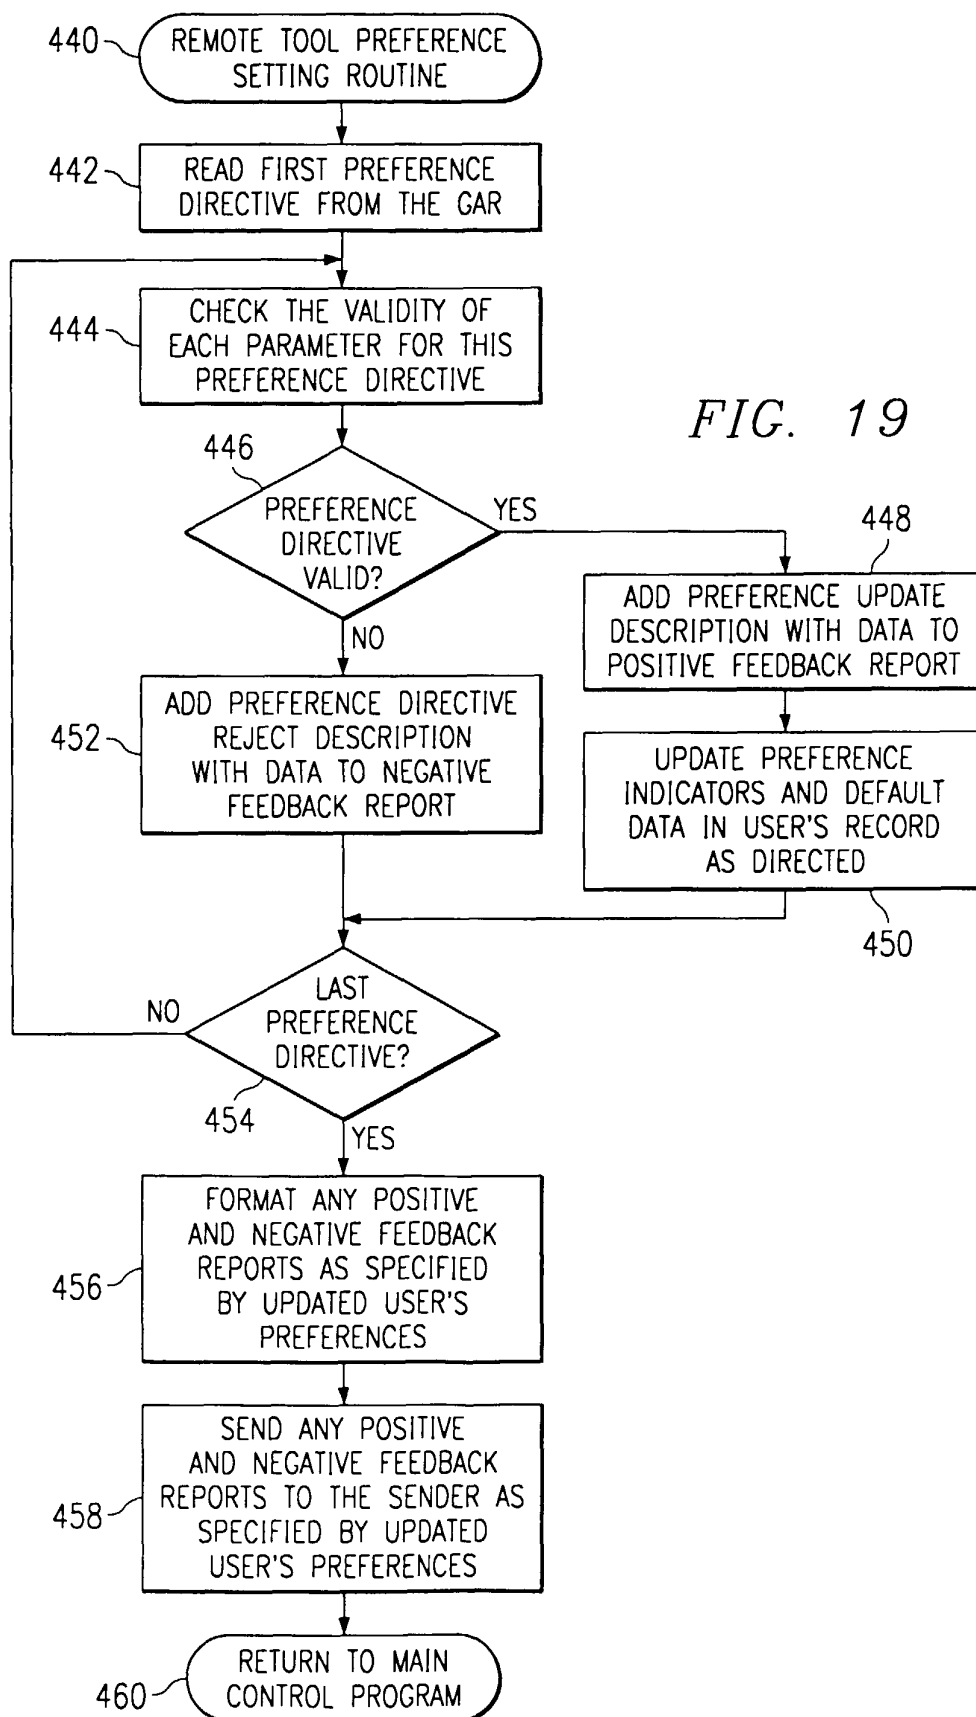 440
REMOTE TOOL PREFERENCE
SETTING ROUTINE
442
READ FIRST PREFERENCE
DIRECTIVE FROM THE GAR
444
CHECK THE VALIDITY OF
EACH PARAMETER FOR THIS
PREFERENCE DIRECTIVE
FIG. 19
446
PREFERENCE
DIRECTIVE
VALID?
YES
NO
448
ADD PREFERENCE UPDATE
DESCRIPTION WITH DATA TO
POSITIVE FEEDBACK REPORT
452
ADD PREFERENCE DIRECTIVE
REJECT DESCRIPTION
WITH DATA TO NEGATIVE
FEEDBACK REPORT
UPDATE PREFERENCE
INDICATORS AND DEFAULT
DATA IN USER'S RECORD
AS DIRECTED
450
LAST
PREFERENCE
DIRECTIVE?
NO
454
YES
456
FORMAT ANY POSITIVE
AND NEGATIVE FEEDBACK
REPORTS AS SPECIFIED
BY UPDATED USER'S
PREFERENCES
458
SEND ANY POSITIVE
AND NEGATIVE FEEDBACK
REPORTS TO THE SENDER AS
SPECIFIED BY UPDATED
USER'S PREFERENCES
460
RETURN TO MAIN
CONTROL PROGRAM